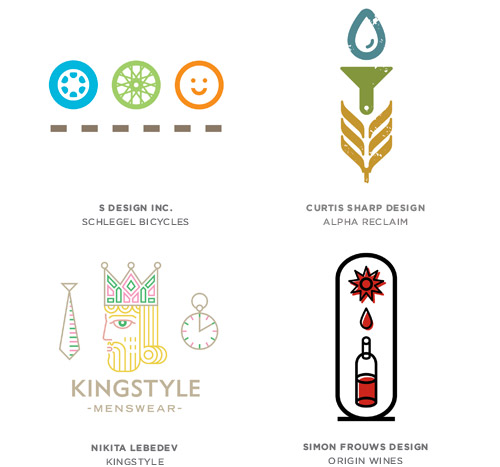 S DESIGN INC.
SCHLEGEL BICYCLES
CURTIS SHARP DESIGN
ALPHA RECLAIM
KINGSTYLE
-MENSWEAR-
NIKITA LEBEDEV
KINGSTYLE
SIMON FROUWS DESIGN
ORIGIN WINES